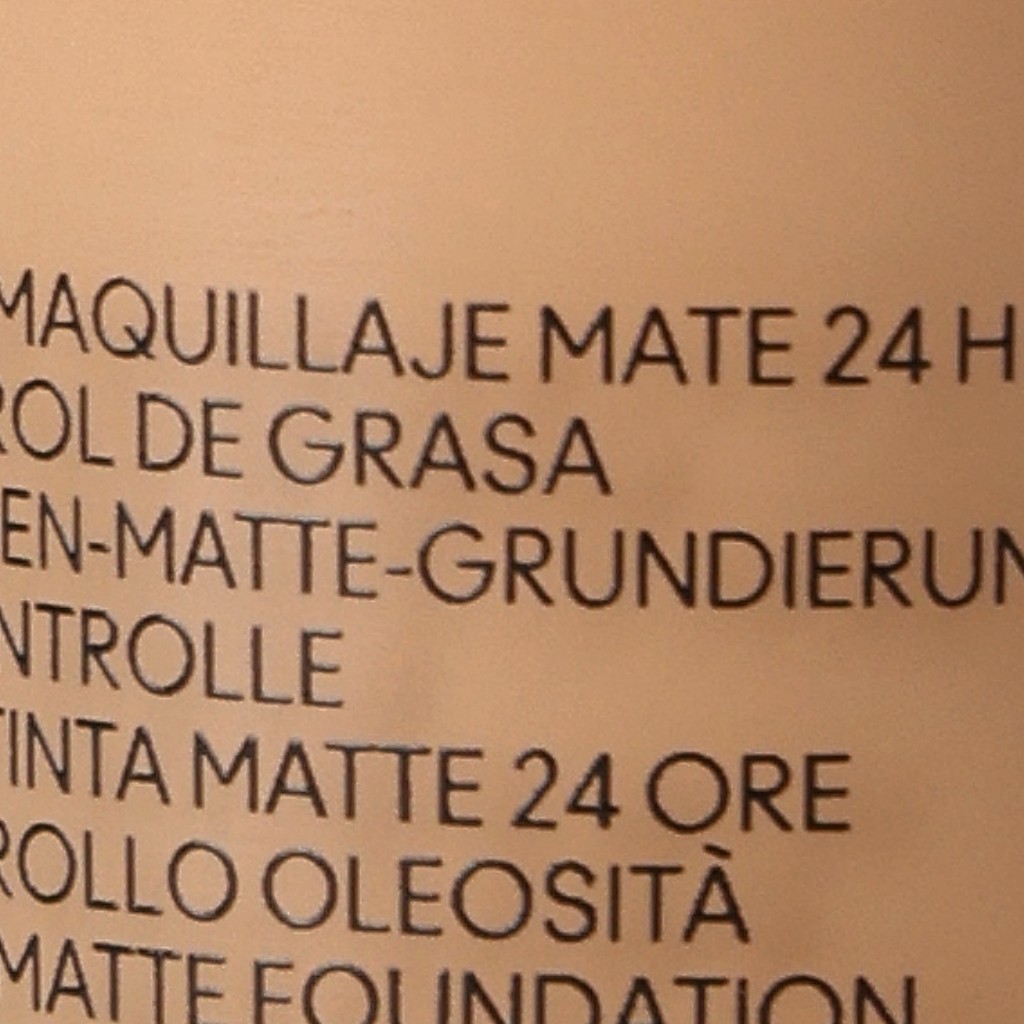 MAQUILLAJE MATE 24 H
ROL DE GRASA
EN-MATTE-GRUNDIERUN
NTROLLE
TINTA MATTE 24 ORE
ROLLO OLEOSITÀ
MATTE FOUNDATION